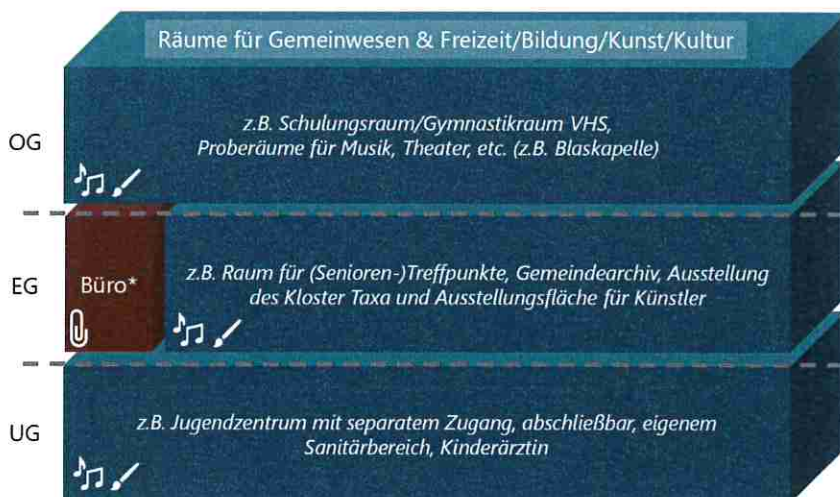 Räume für Gemeinwesen & Freizeit/Bildung/Kunst/Kultur
OG
z.B. Schulungsraum/Gymnastikraum VHS,
Proberäume für Musik, Theater, etc. (z.B. Blaskapelle)
EG
Büro*
z.B. Raum für (Senioren-)Treffpunkte, Gemeindearchiv, Ausstellung
des Kloster Taxa und Ausstellungsfläche für Künstler
UG
z.B. Jugendzentrum mit separatem Zugang, abschließbar, eigenem
Sanitärbereich, Kinderärztin